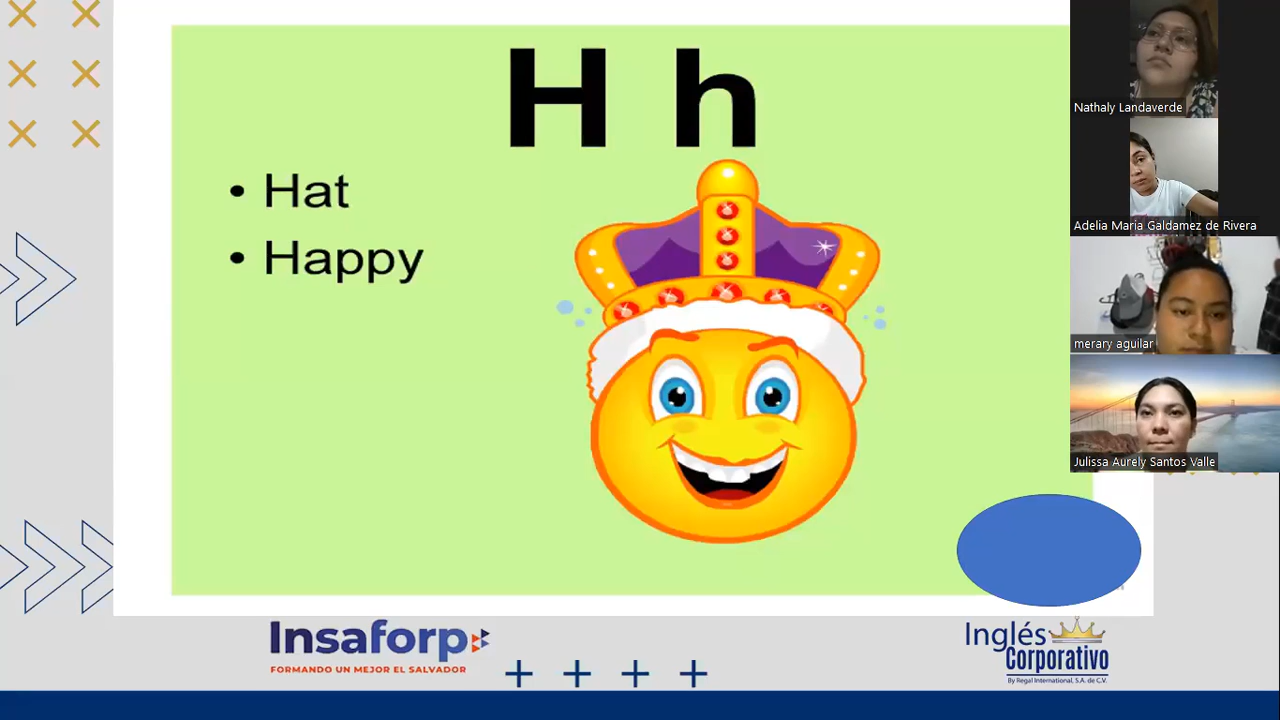 H h
• Hat
• Happy
Nathaly Landaverde
Adelia Maria Galdamez de Rivera
merary aguilar
Julissa Aurely Santos Valle
Insaforp
FORMANDO UN MEJOR EL SALVADOR
Inglés
Corporativo
By Regal International, S.A. de C.V.